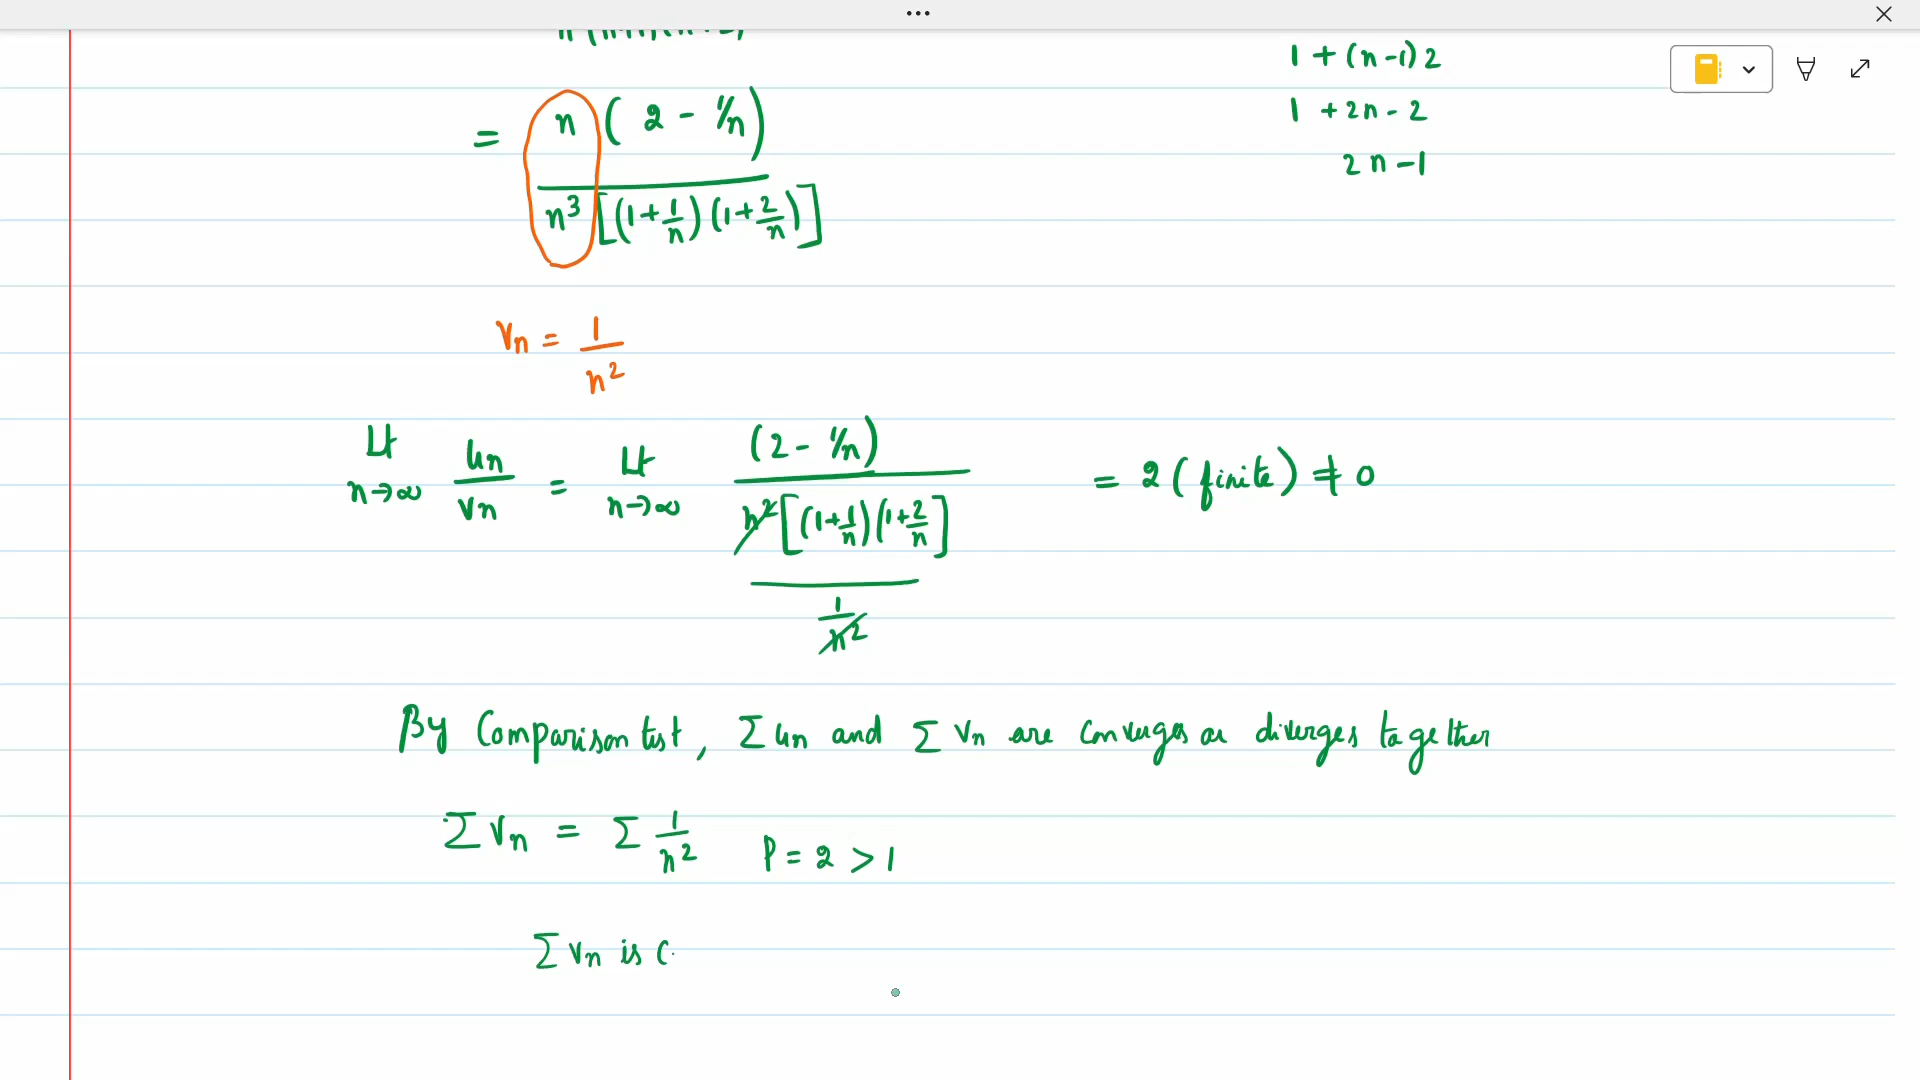 1 + (n-1) 2
1 + 2n - 2
2n - 1
= n ( 2 - 1/n ) / n³ [ (1 + 1/n) (1 + 2/n) ]
vn = 1/n²
Lt n→∞ un/vn = Lt n→∞ (2 - 1/n) / n² [ (1 + 1/n) (1 + 2/n ] / 1/n² = 2 (finite) ≠ 0
By Comparison test, Σ un and Σ vn are converges or diverges together
Σ vn = Σ 1/n² P = 2 > 1
Σ vn is c